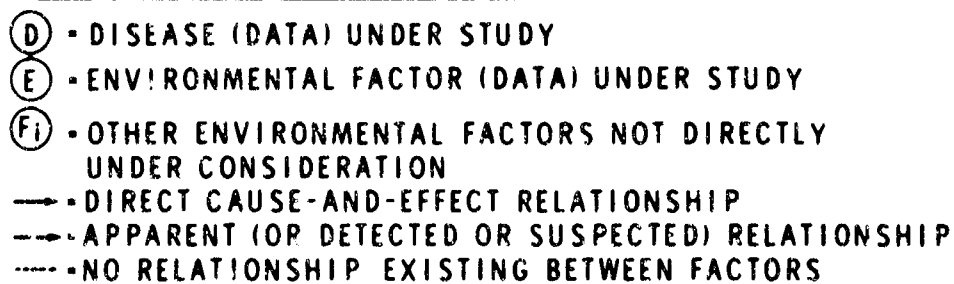 D - DISEASE (DATA) UNDER STUDY
E - ENVIRONMENTAL FACTOR (DATA) UNDER STUDY
Fi - OTHER ENVIRONMENTAL FACTORS NOT DIRECTLY
UNDER CONSIDERATION
- DIRECT CAUSE-AND-EFFECT RELATIONSHIP
- APPARENT (OR DETECTED OR SUSPECTED) RELATIONSHIP
- NO RELATIONSHIP EXISTING BETWEEN FACTORS